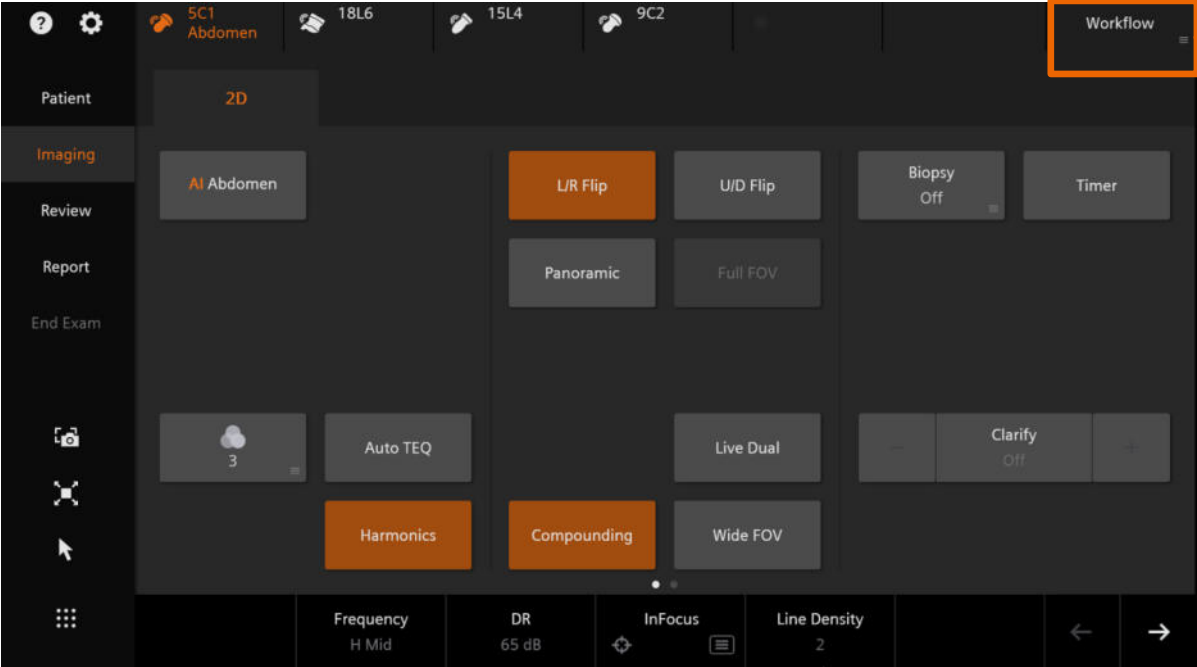 5C1
Abdomen
18L6
15L4
9C2
Workflow
Patient
Imaging
Review
Report
End Exam
2D
AI Abdomen
L/R Flip
U/D Flip
Biopsy
Off
Timer
Panoramic
Full FOV
3
Auto TEQ
Live Dual
-
Clarify
Off
+
Harmonics
Compounding
Wide FOV
Frequency
H Mid
DR
65 dB
InFocus
Line Density
2